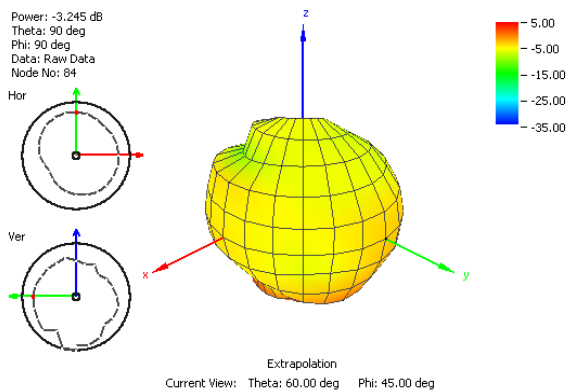 Power: -3.245 dB
Theta: 90 deg
Phi: 90 deg
Data: Raw Data
Node No: 84
Hor
Ver
z
x
y
5.00
-5.00
-15.00
-25.00
-35.00
Extrapolation
Current View: Theta: 60.00 deg Phi: 45.00 deg